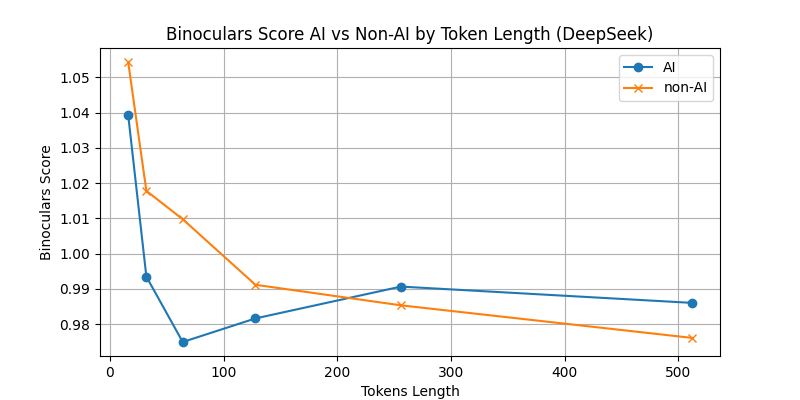 Binoculars Score AI vs Non-AI by Token Length (DeepSeek)
AI
non-AI
Binoculars Score
1.05
1.04
1.03
1.02
1.01
1.00
0.99
0.98
0 100 200 300 400 500
Tokens Length